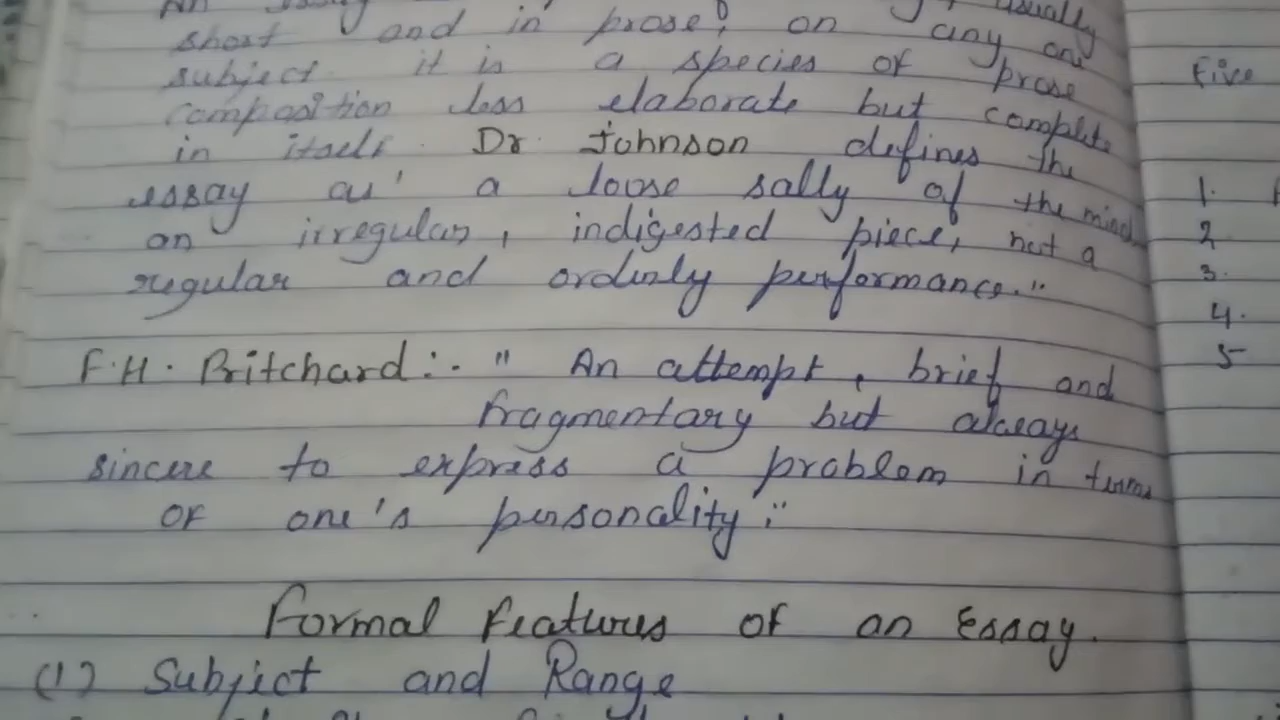 An usually
short and in prose, on any one
subject it is a species of prose
composition less elaborate but complete
in itself. Dr. Johnson defines the
essay as' a loose sally of the mind
an irregular, indigested piece, not a
regular and orderly performance."
F.H. Pritchard:- " An attempt, brief and
fragmentary but always
sincere to express a problem in terms
of one's personality."
Formal Features of an Essay.
(1) Subject and Range
Five
1.
2
3.
4.
5